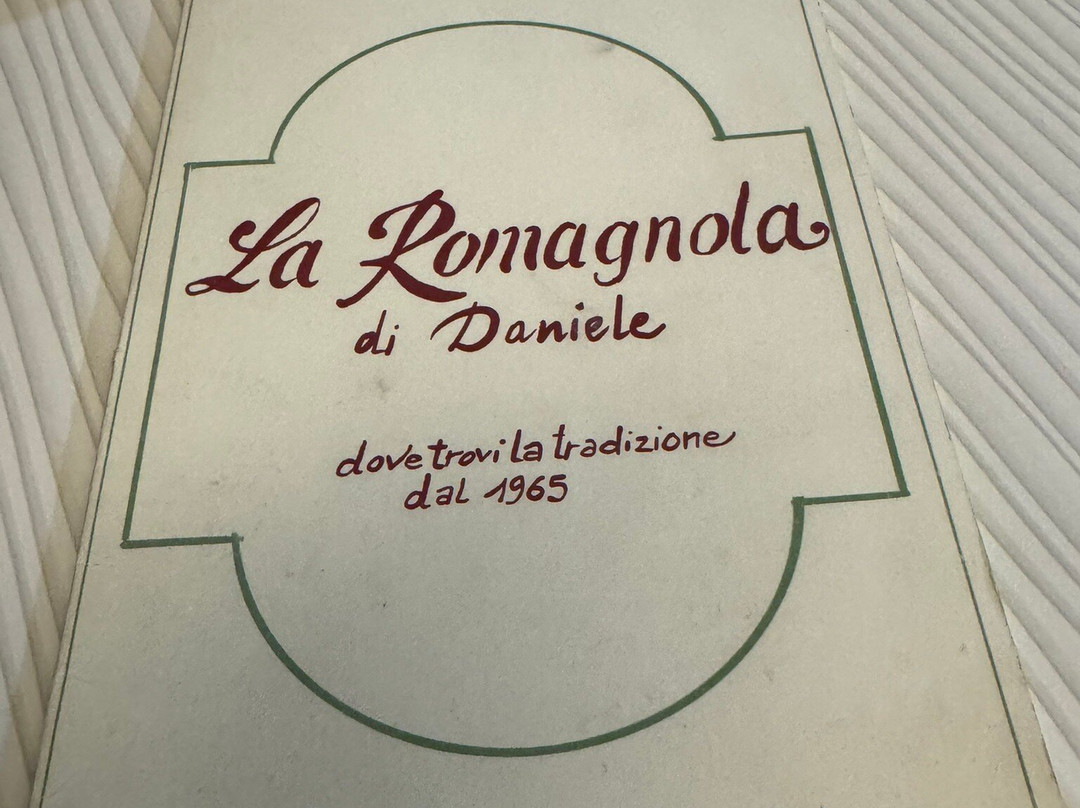 La Romagnola
di Daniele
dove trovi la tradizione
dal 1965